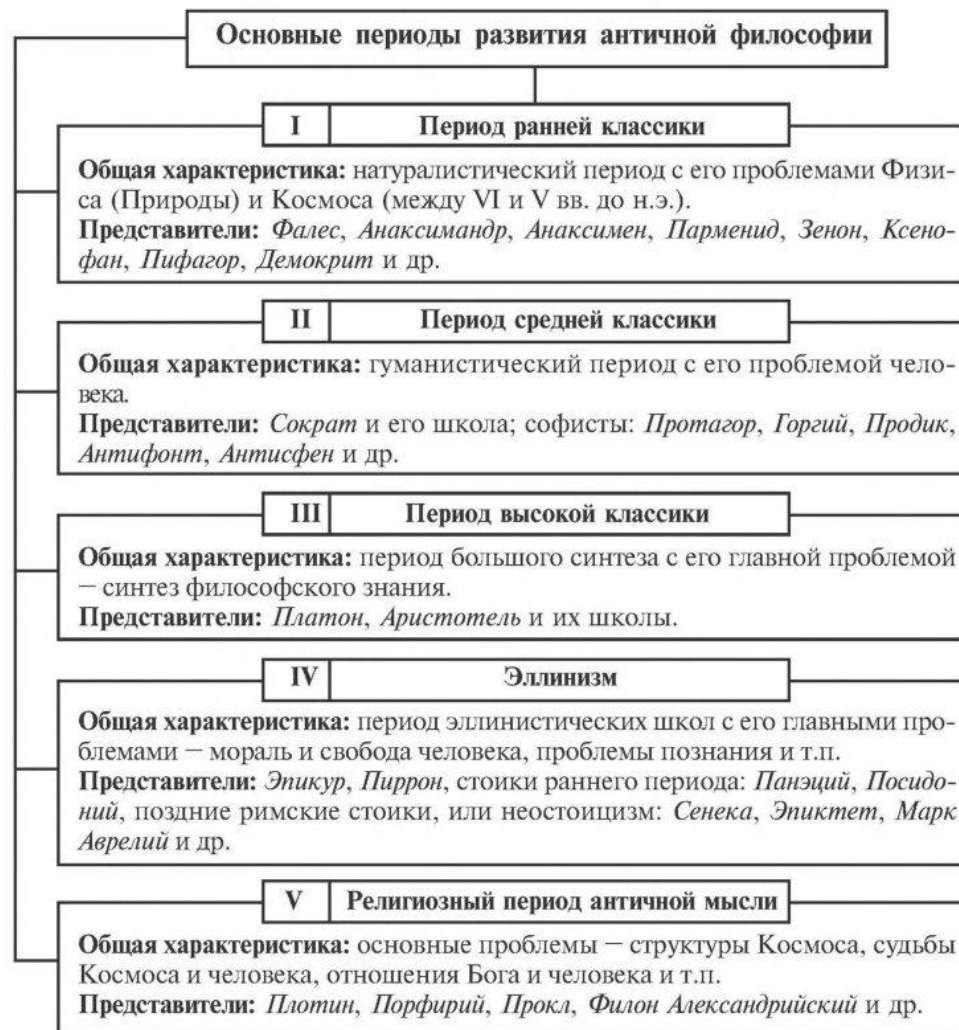 Основные периоды развития античной философии
I Период ранней классики
Общая характеристика: натуралистический период с его проблемами Физи-
са (Природы) и Космоса (между VI и V вв. до н.э.).
Представители: Фалес, Анаксимандр, Анаксимен, Парменид, Зенон, Ксено-
фан, Пифагор, Демокрит и др.
II Период средней классики
Общая характеристика: гуманистический период с его проблемой чело-
века.
Представители: Сократ и его школа; софисты: Протагор, Горгий, Продик,
Антифонт, Антисфен и др.
III Период высокой классики
Общая характеристика: период большого синтеза с его главной проблемой
– синтез философского знания.
Представители: Платон, Аристотель и их школы.
IV Эллинизм
Общая характеристика: период эллинистических школ с его главными про-
блемами – мораль и свобода человека, проблемы познания и т.п.
Представители: Эпикур, Пиррон, стоики раннего периода: Панэций, Посидо-
ний, поздние римские стоики, или неостоицизм: Сенека, Эпиктет, Марк
Аврелий и др.
V Религиозный период античной мысли
Общая характеристика: основные проблемы – структуры Космоса, судьбы
Космоса и человека, отношения Бога и человека и т.п.
Представители: Плотин, Порфирий, Прокл, Филон Александрийский и др.